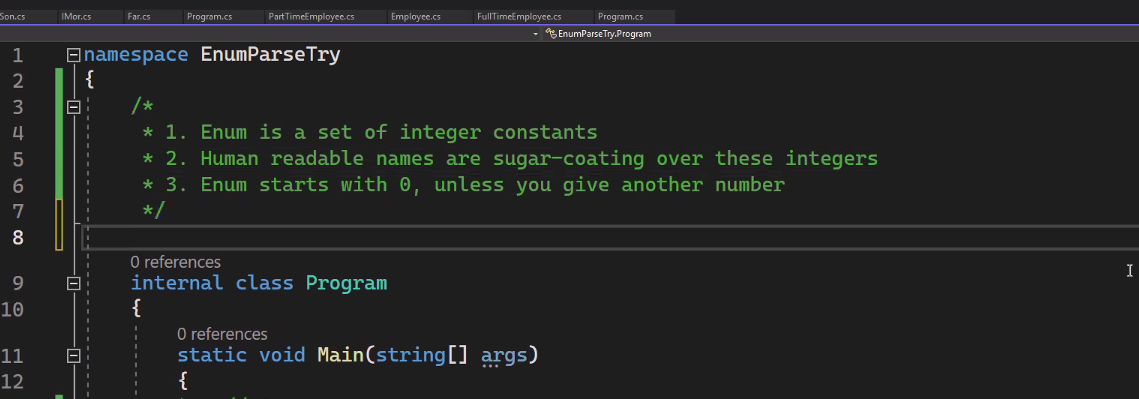 Son.cs IMor.cs Far.cs Program.cs PartTimeEmployee.cs Employee.cs FullTimeEmployee.cs Program.cs
EnumParseTry.Program
1 namespace EnumParseTry
2 {
3 /*
4 * 1. Enum is a set of integer constants
5 * 2. Human readable names are sugar-coating over these integers
6 * 3. Enum starts with 0, unless you give another number
7 */
8
0 references
9 internal class Program
10 {
0 references
11 static void Main(string[] args)
12 {